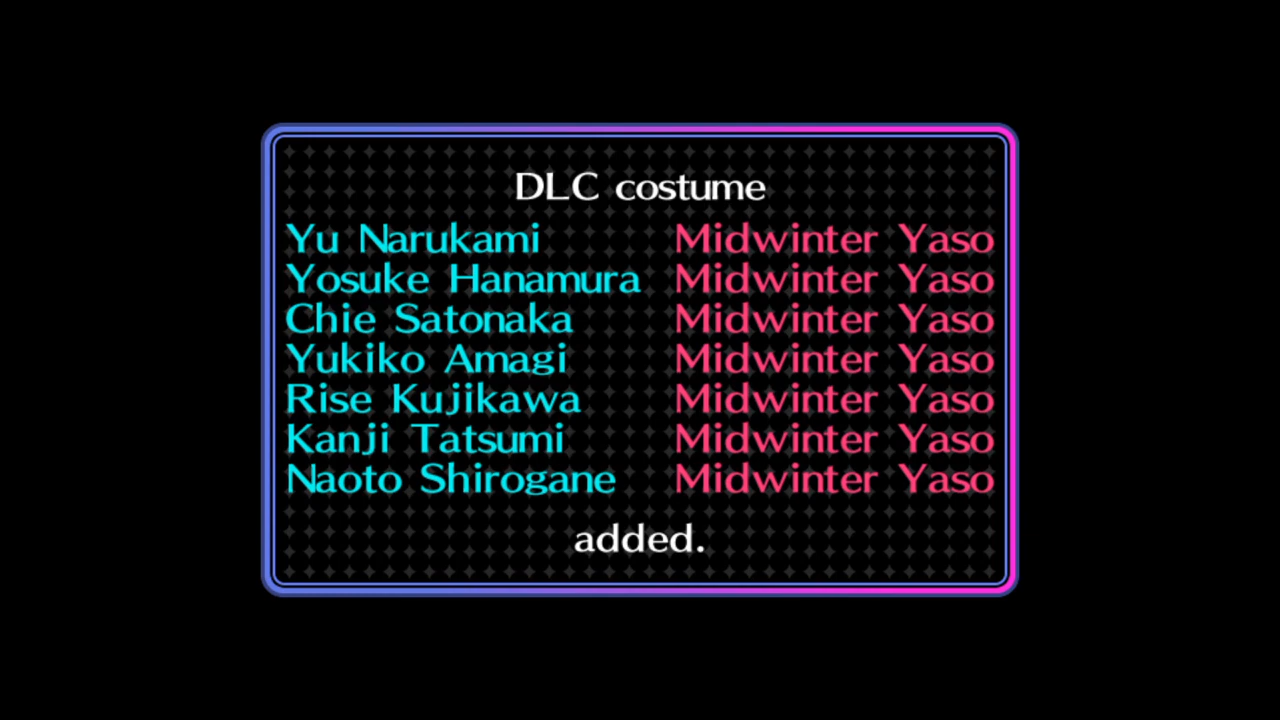 DLC costume
Yu Narukami Midwinter Yaso
Yosuke Hanamura Midwinter Yaso
Chie Satonaka Midwinter Yaso
Yukiko Amagi Midwinter Yaso
Rise Kujikawa Midwinter Yaso
Kanji Tatsumi Midwinter Yaso
Naoto Shirogane Midwinter Yaso
added.